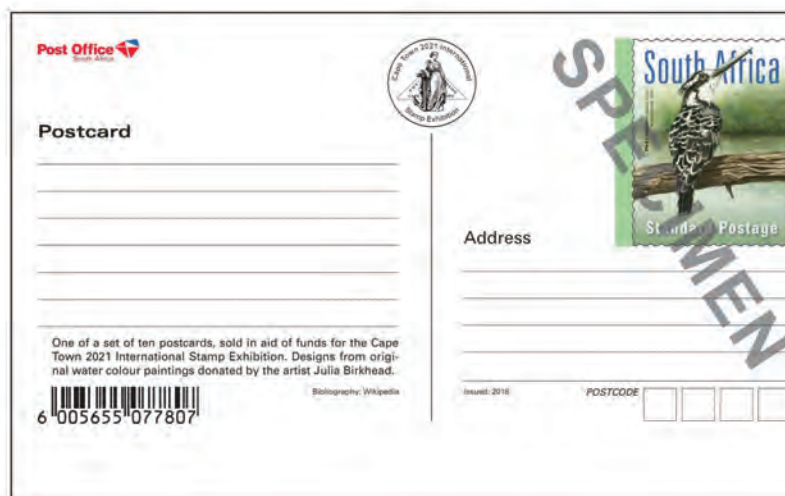 Post Office
South Africa
Cape Town 2021 International
Stamp Exhibition
Postcard
One of a set of ten postcards, sold in aid of funds for the Cape
Town 2021 International Stamp Exhibition. Designs from origi-
nal water colour paintings donated by the artist Julia Birkhead.
Bibliography: Wikipedia
6 005655 077807
South Africa
Standard Postage
SPECIMEN
Address
Issued: 2016
POSTCODE